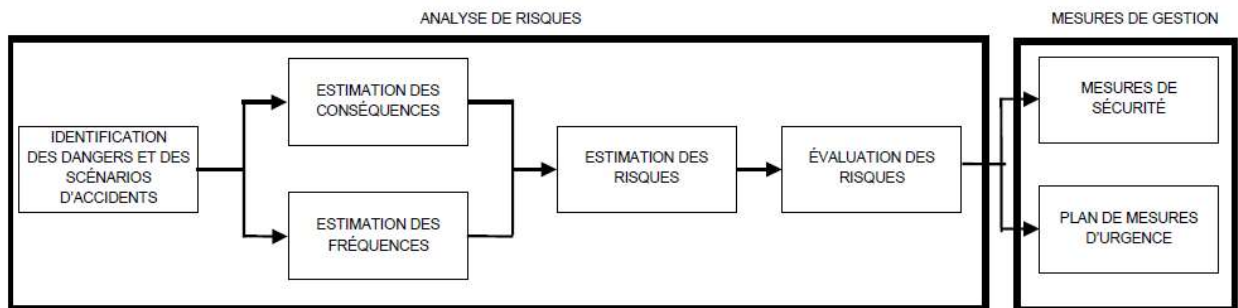 ANALYSE DE RISQUES
MESURES DE GESTION
IDENTIFICATION
DES DANGERS ET DES
SCÉNARIOS
D'ACCIDENTS
ESTIMATION DES
CONSÉQUENCES
ESTIMATION DES
FRÉQUENCES
ESTIMATION DES
RISQUES
ÉVALUATION DES
RISQUES
MESURES DE
SÉCURITÉ
PLAN DE MESURES
D'URGENCE